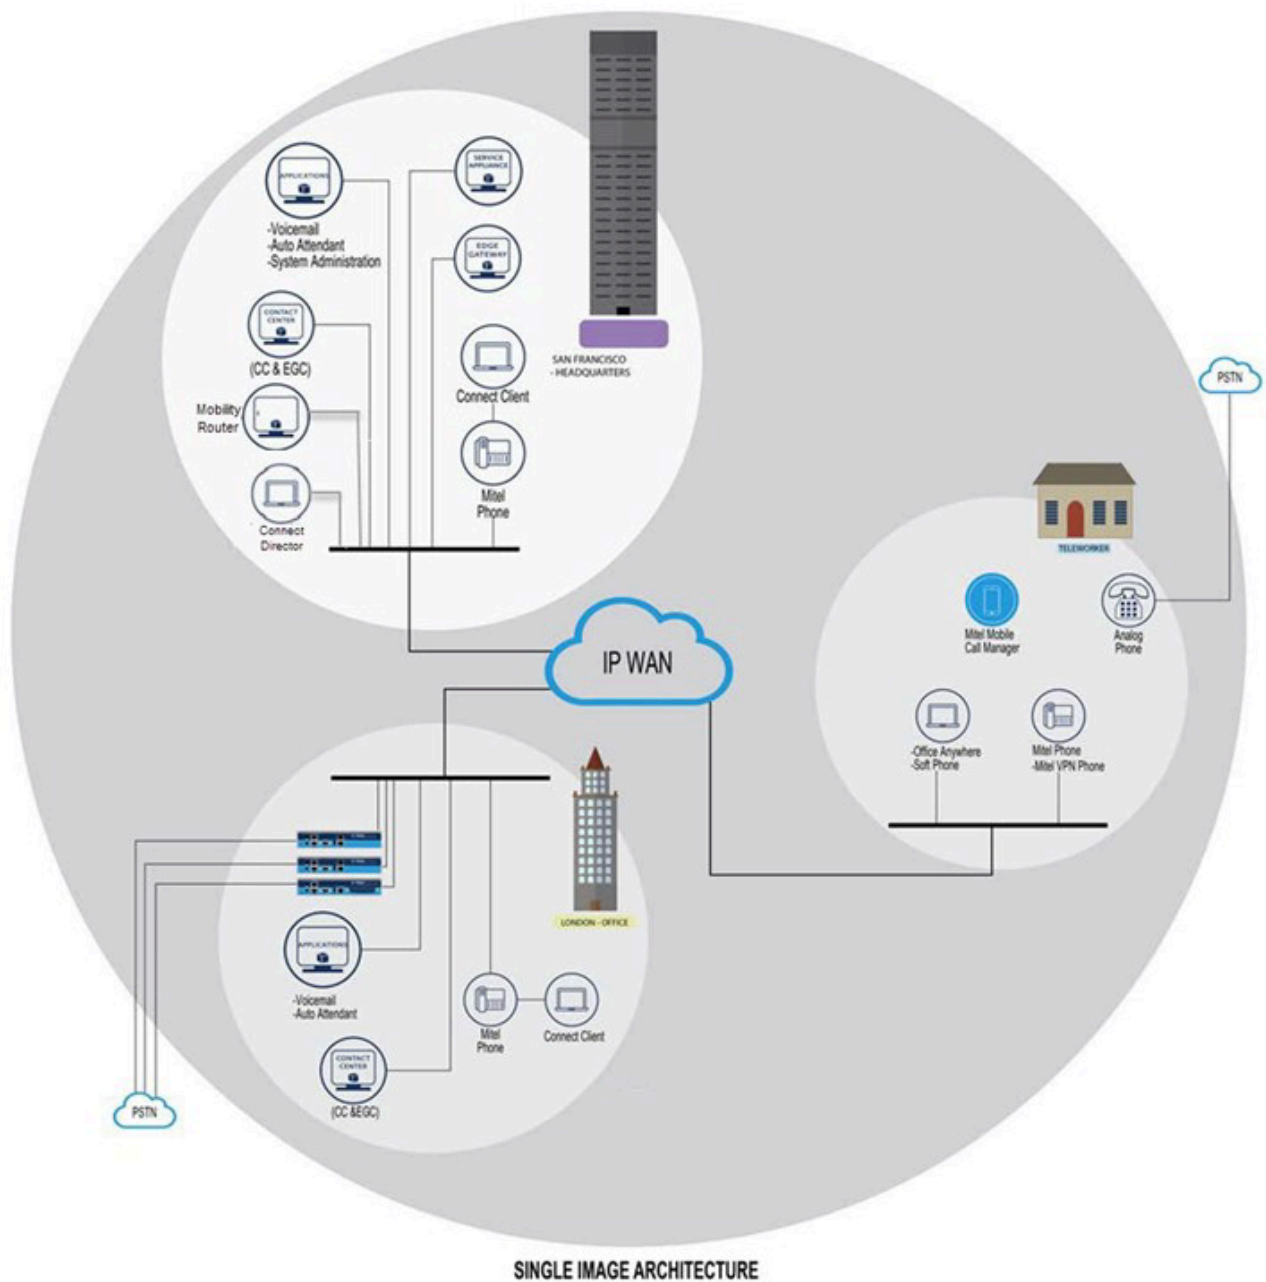 APPLICATIONS
-Voicemail
-Auto Attendant
-System Administration
SERVICE
APPLIANCE
EDGE
GATEWAY
CONTACT
CENTER
(CC & EGC)
Mobility
Router
Connect
Director
Connect Client
Mitel
Phone
SAN FRANCISCO
- HEADQUARTERS
PSTN
TELEWORKER
Mitel Mobile
Call Manager
Analog
Phone
-Office Anywhere
-Soft Phone
Mitel Phone
-Mitel VPN Phone
IP WAN
LONDON - OFFICE
APPLICATIONS
-Voicemail
-Auto Attendant
Mitel
Phone
Connect Client
CONTACT
CENTER
(CC &EGC)
PSTN
SINGLE IMAGE ARCHITECTURE